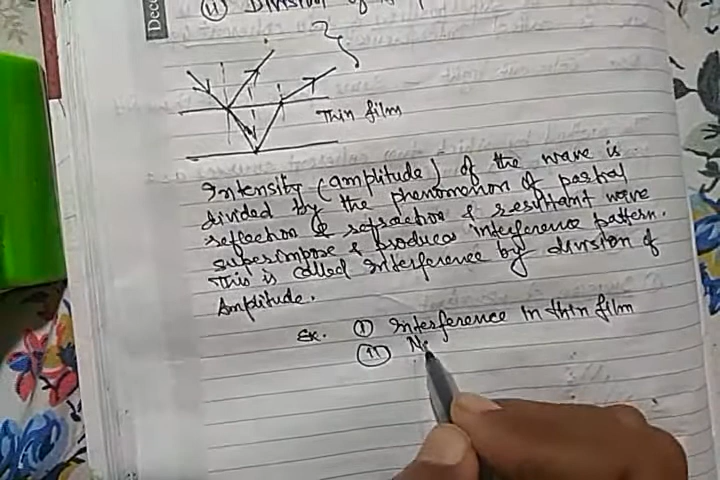 (ii) Division of
Dec
Thin film
Intensity (amplitude) of the wave is
divided by the phenomenon of partial
reflection & refraction & resultant wave
superimpose & produces interference pattern.
This is called interference by division of
Amplitude.
Ex. (i) Interference in thin film
(ii) N